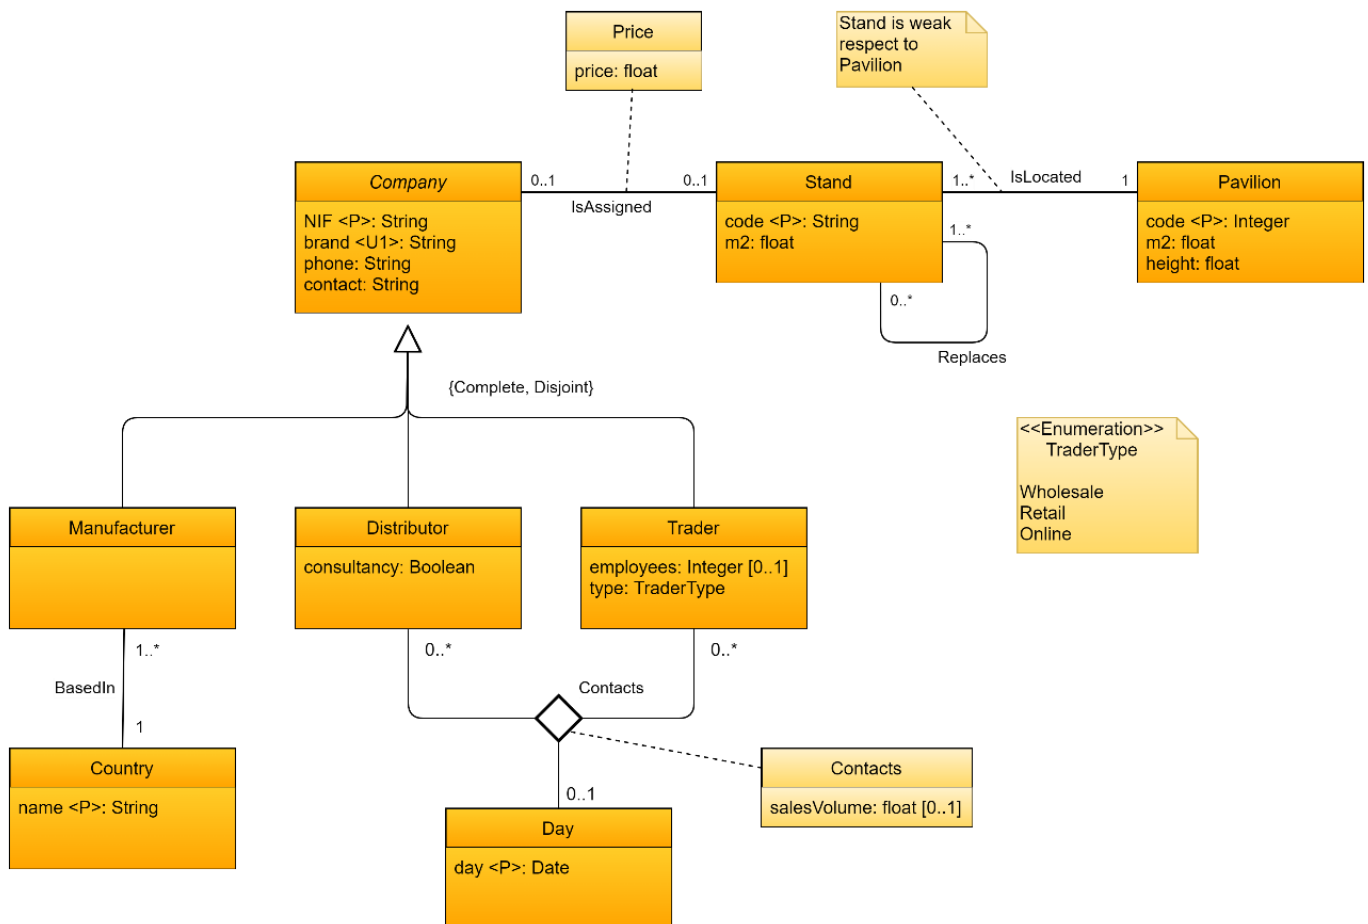 Price
price: float
Stand is weak
respect to
Pavilion
Company
NIF <P>: String
brand <U1>: String
phone: String
contact: String
0..1
0..1
IsAssigned
Stand
code <P>: String
m2: float
1..*
IsLocated
1
Pavilion
code <P>: Integer
m2: float
height: float
1..*
0..*
Replaces
{Complete, Disjoint}
<<Enumeration>>
TraderType
Wholesale
Retail
Online
Manufacturer
Distributor
consultancy: Boolean
Trader
employees: Integer [0..1]
type: TraderType
1..*
BasedIn
1
0..*
0..*
Contacts
Country
name <P>: String
Contacts
salesVolume: float [0..1]
0..1
Day
day <P>: Date